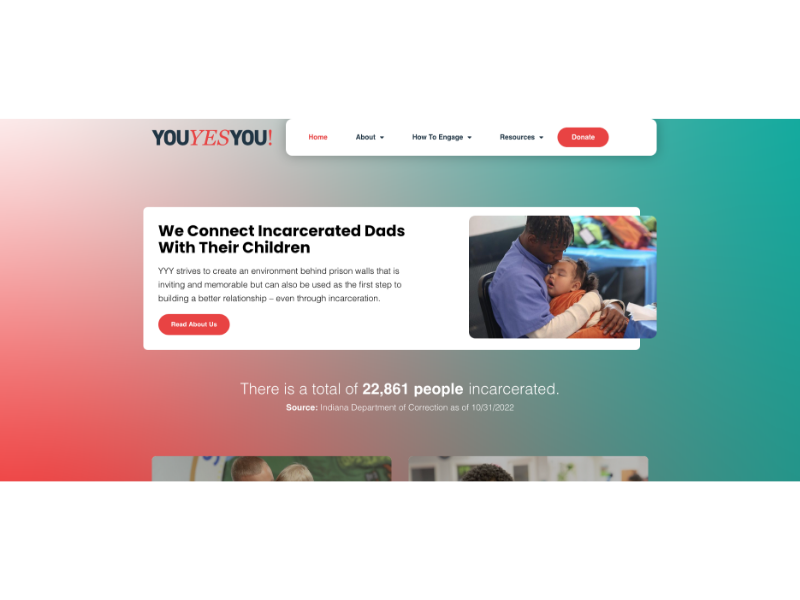 YOUYESYOU!
Home About How To Engage Resources Donate
We Connect Incarcerated Dads
With Their Children
YYY strives to create an environment behind prison walls that is
inviting and memorable but can also be used as the first step to
building a better relationship – even through incarceration.
Read About Us
There is a total of 22,861 people incarcerated.
Source: Indiana Department of Correction as of 10/31/2022